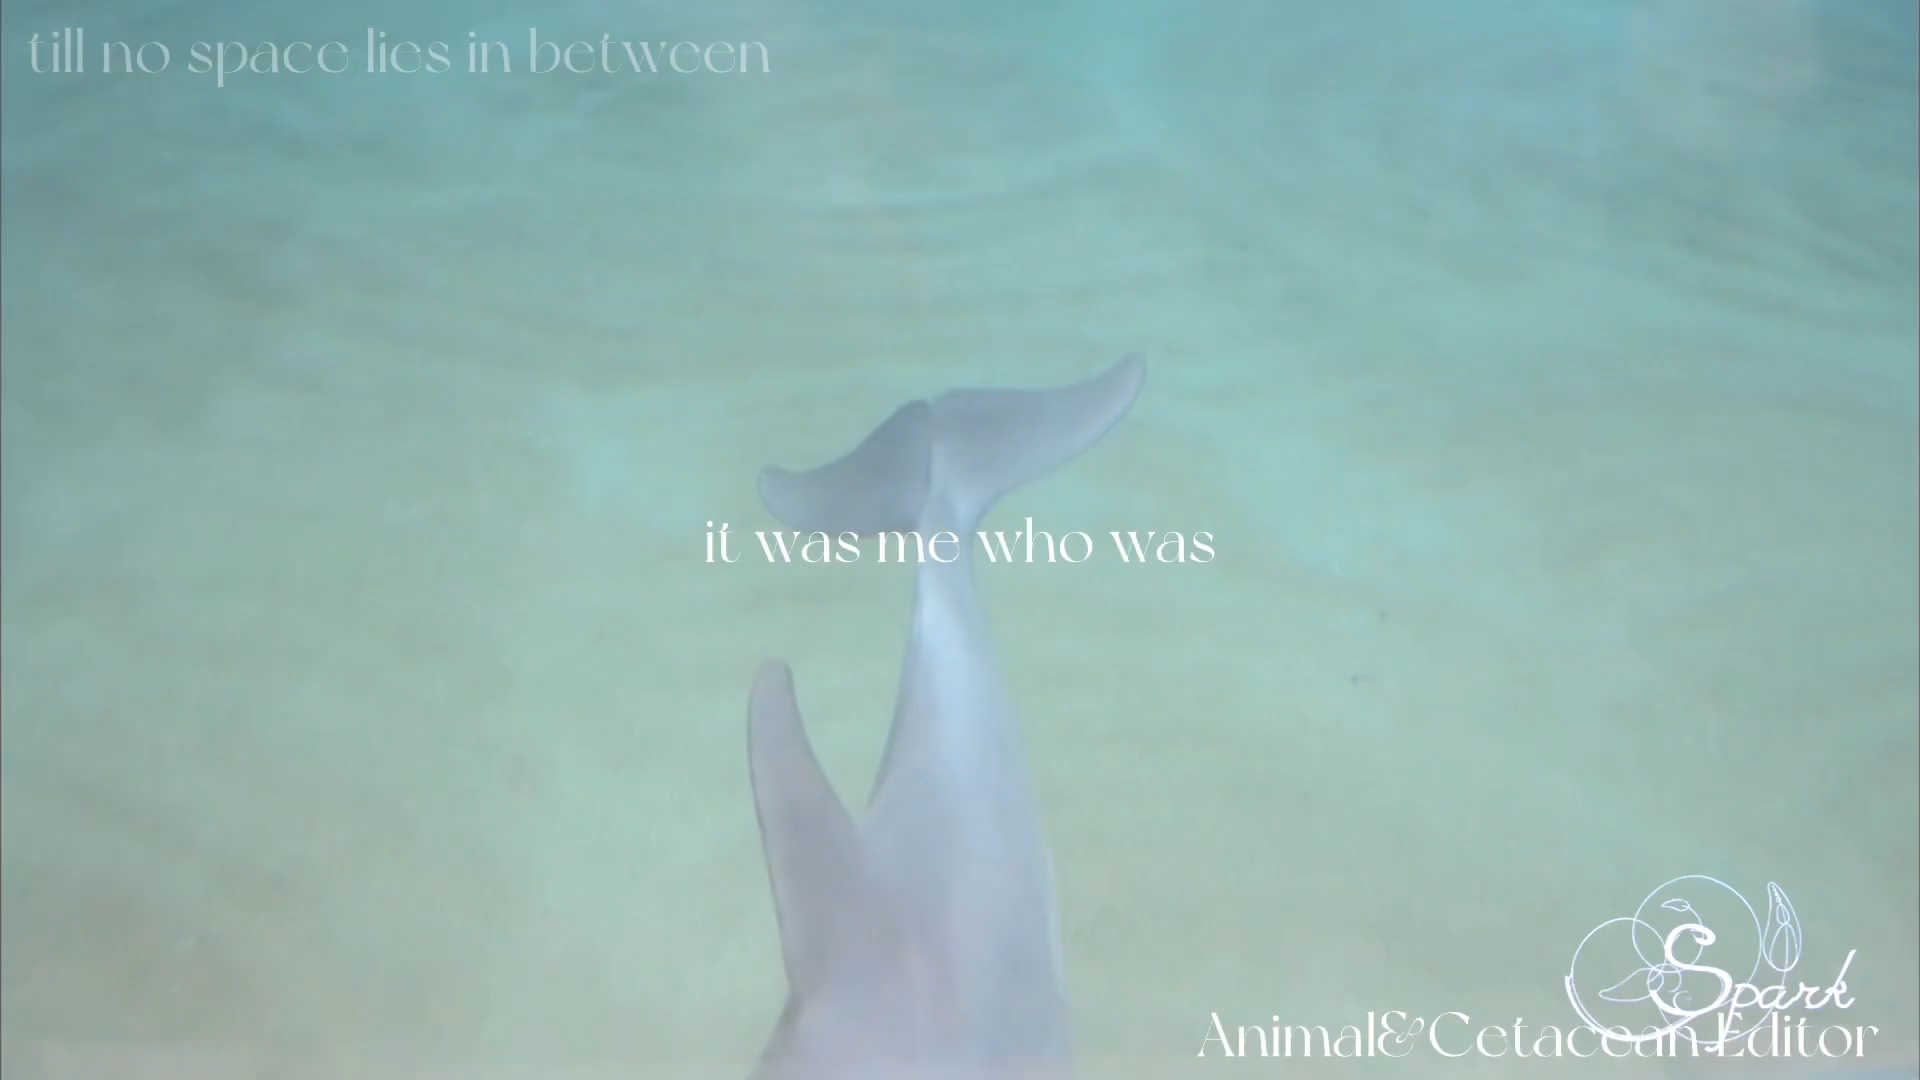 till no space lies in between
it was me who was
Spark
Animal&Cetacean Editor